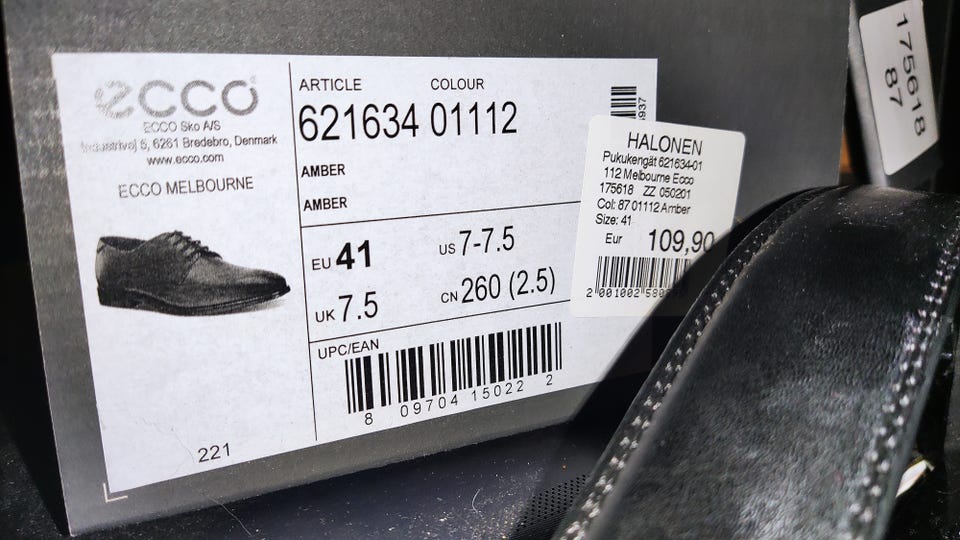 ecco
ECCO Sko A/S
Industrivej 5, 6261 Bredebro, Denmark
www.ecco.com
ECCO MELBOURNE
221
ARTICLE COLOUR
621634 01112
AMBER
AMBER
EU 41 US 7-7.5
UK 7.5 CN 260 (2.5)
UPC/EAN
8 09704 15022 2
937
HALONEN
Pukukengät 621634-01
112 Melbourne Ecco
175618 ZZ 050201
Col: 87 01112 Amber
Size: 41
Eur 109,90
2 001002
175618
87